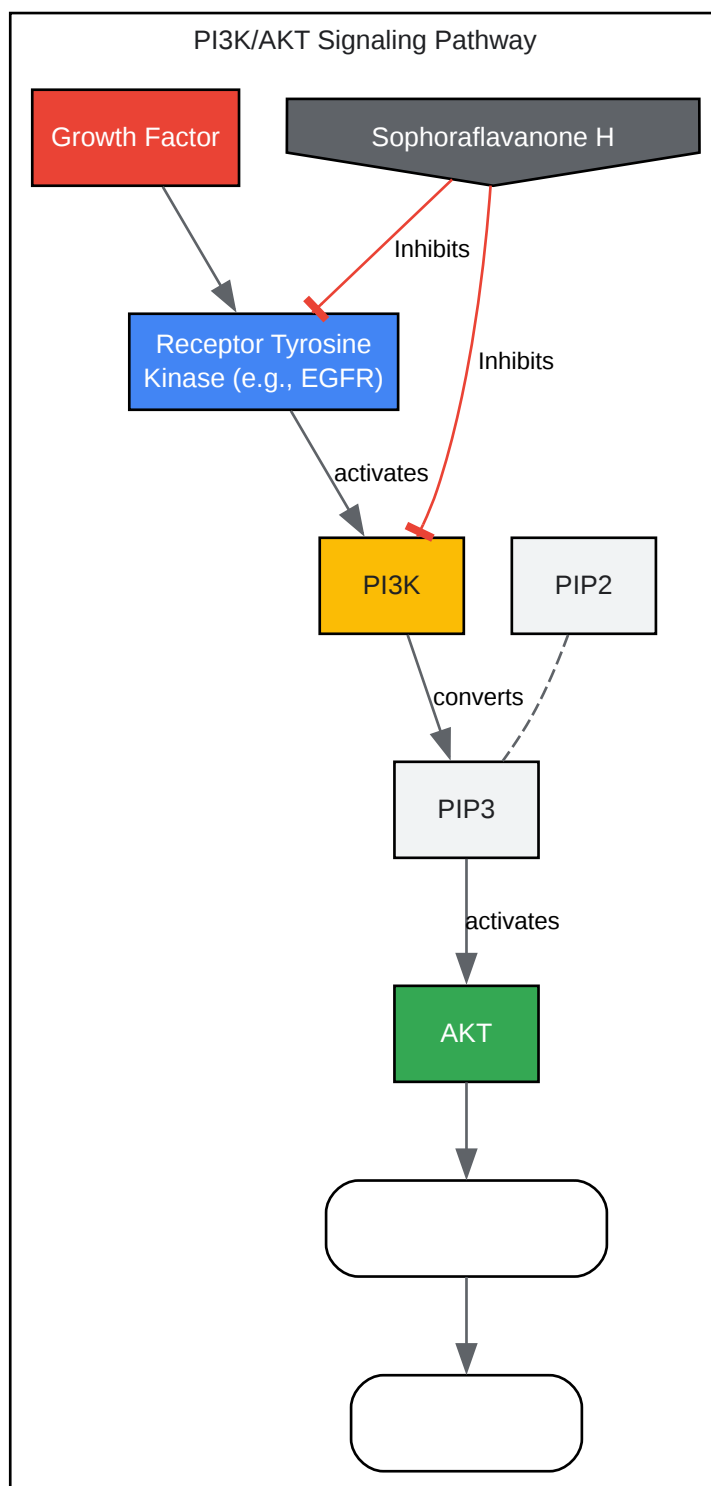 PI3K/AKT Signaling Pathway
Growth Factor
Sophoraflavanone H
Inhibits
Receptor Tyrosine
Kinase (e.g., EGFR)
Inhibits
activates
PI3K
PIP2
converts
PIP3
activates
AKT